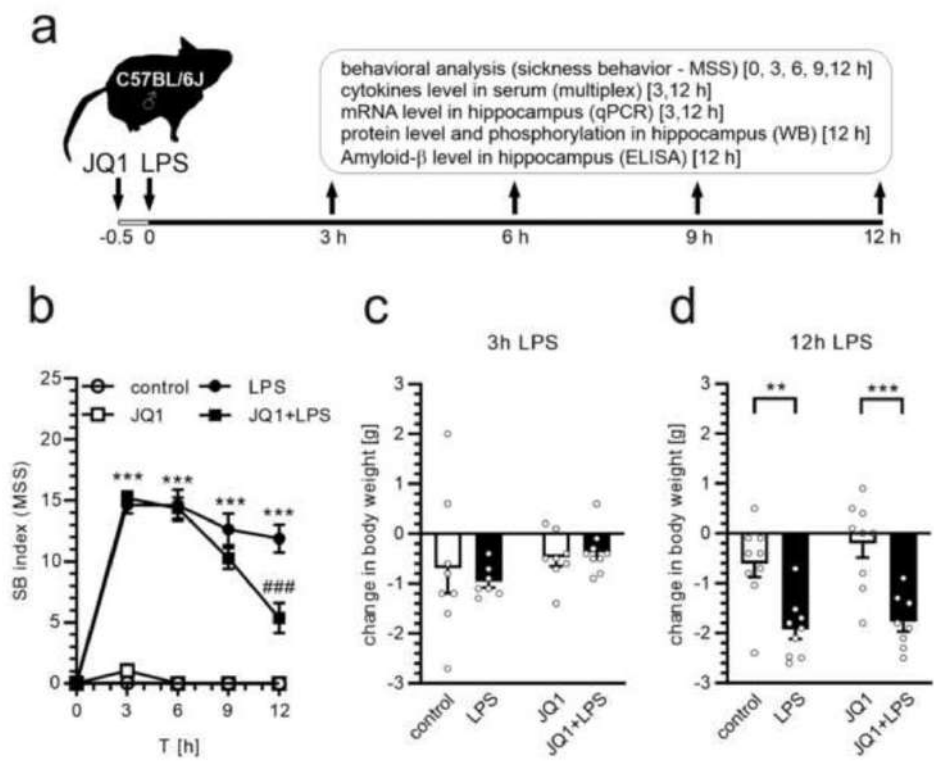 a
C57BL/6J
♂
JQ1 LPS
behavioral analysis (sickness behavior - MSS) [0, 3, 6, 9,12 h]
cytokines level in serum (multiplex) [3,12 h]
mRNA level in hippocampus (qPCR) [3,12 h]
protein level and phosphorylation in hippocampus (WB) [12 h]
Amyloid-β level in hippocampus (ELISA) [12 h]
-0.5 0 3 h 6 h 9 h 12 h
b
25
20
15
10
5
0
SB index (MSS)
control LPS
JQ1 JQ1+LPS
*** *** *** ***
###
0 3 6 9 12
T [h]
c
3h LPS
3
2
1
0
-1
-2
-3
change in body weight [g]
control LPS JQ1 JQ1+LPS
d
12h LPS
3
2
1
0
-1
-2
-3
change in body weight [g]
** ***
control LPS JQ1 JQ1+LPS